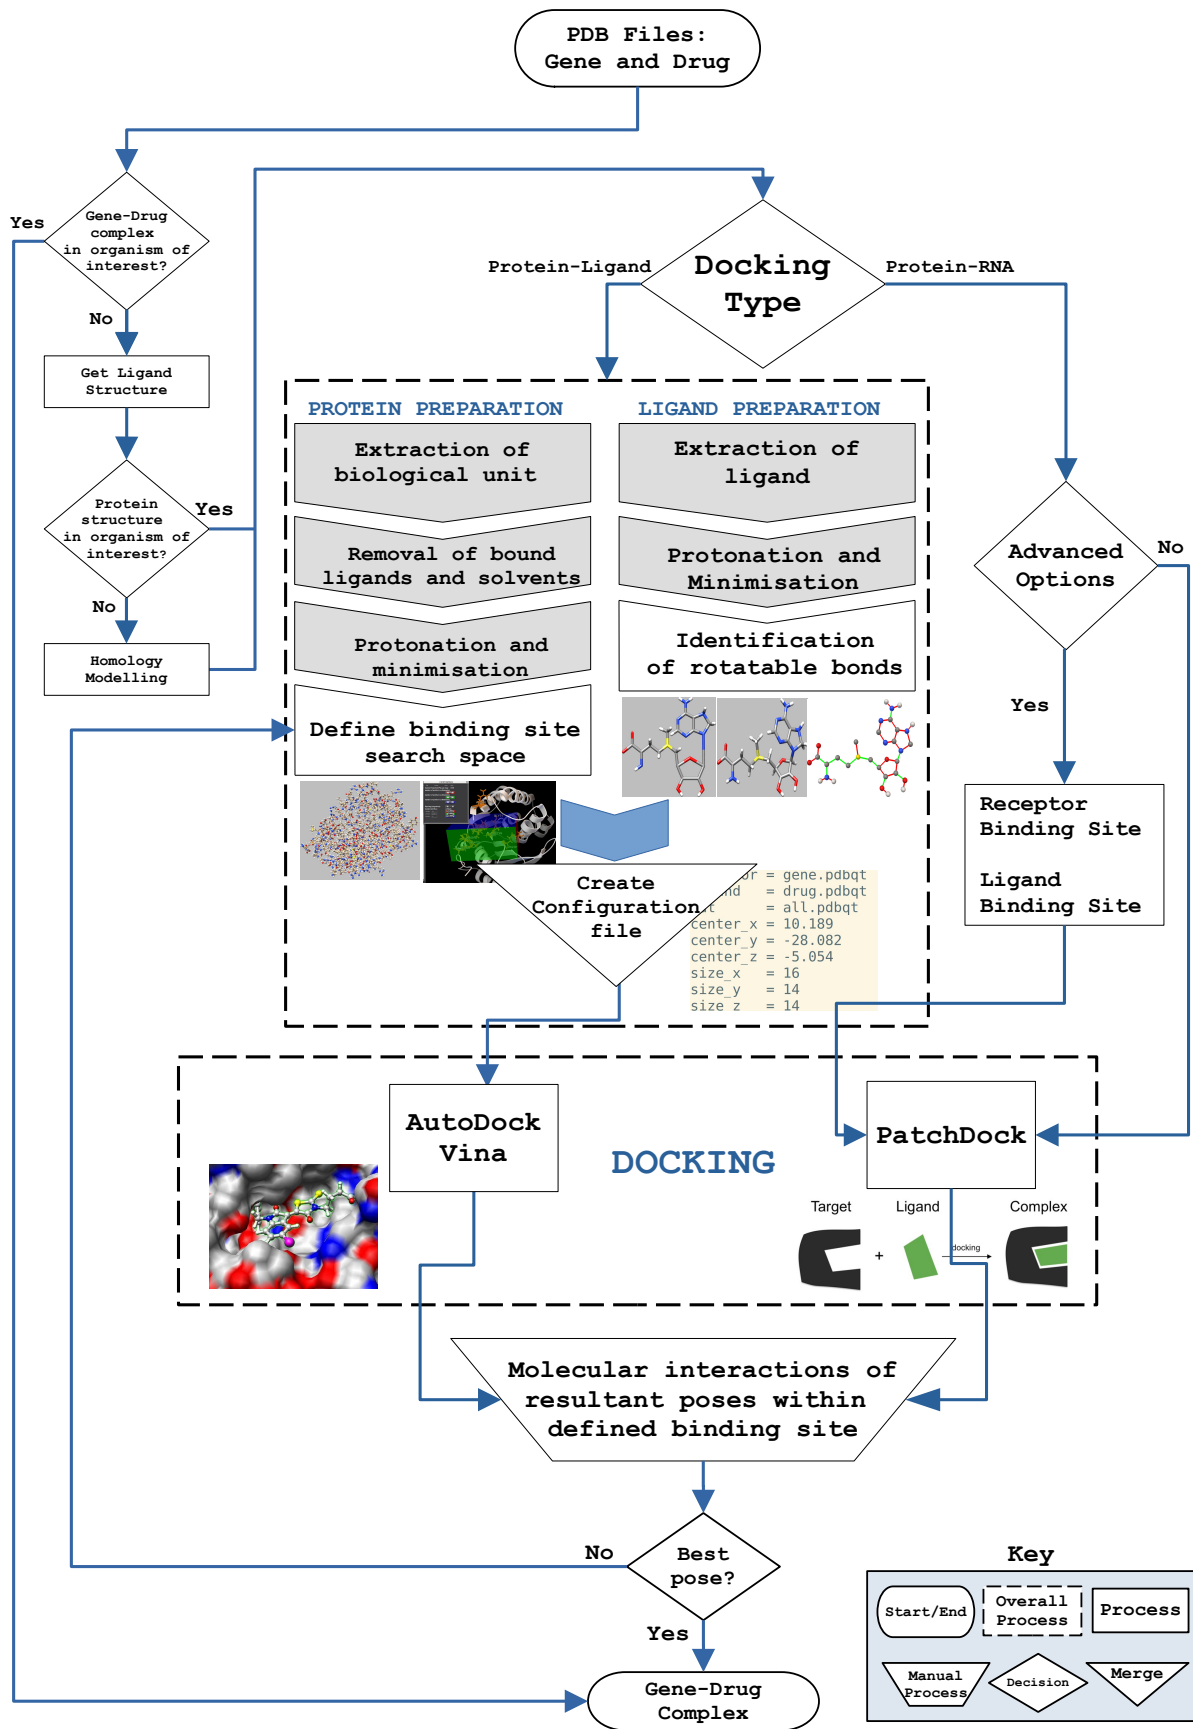 PDB Files:
Gene and Drug
Yes
Gene-Drug
complex
in organism of
interest?
No
Get Ligand
Structure
Protein
structure
in organism of
interest?
Yes
No
Homology
Modelling
Protein-Ligand
Docking
Type
Protein-RNA
PROTEIN PREPARATION
Extraction of
biological unit
Removal of bound
ligands and solvents
Protonation and
minimisation
Define binding site
search space
LIGAND PREPARATION
Extraction of
ligand
Protonation and
Minimisation
Identification
of rotatable bonds
Create
Configuration
file
= gene.pdbqt
= drug.pdbqt
= all.pdbqt
center_x = 10.189
center_y = -28.082
center_z = -5.054
size_x = 16
size_y = 14
size_z = 14
Advanced
Options
No
Yes
Receptor
Binding Site
Ligand
Binding Site
AutoDock
Vina
DOCKING
PatchDock
Target
Ligand
Complex
+
docking
Molecular interactions of
resultant poses within
defined binding site
No
Best
pose?
Yes
Gene-Drug
Complex
Key
Start/End
Overall
Process
Process
Manual
Process
Decision
Merge